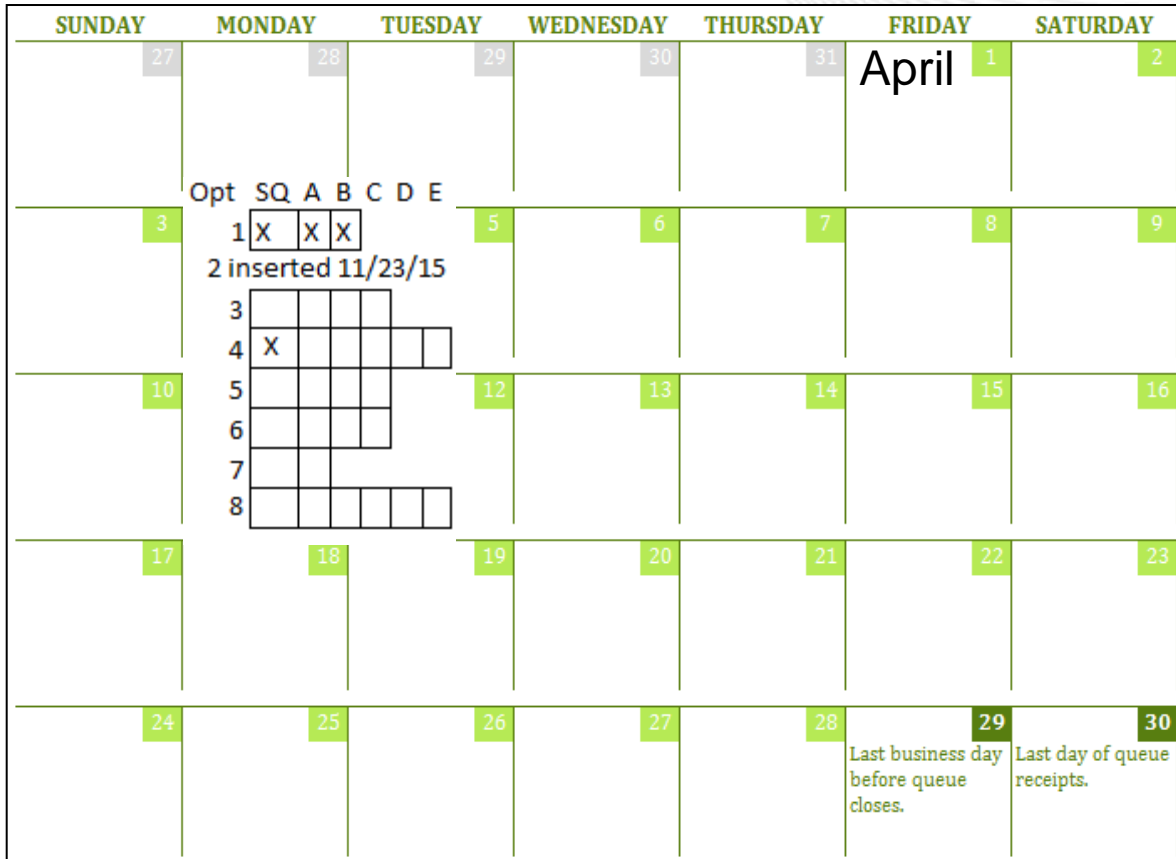 SUNDAY MONDAY TUESDAY WEDNESDAY THURSDAY FRIDAY SATURDAY
27 28 29 30 31 April 1 2
Opt SQ A B C D E
3 5 6 7 8 9
1 X X X
2 inserted 11/23/15
3
4 X
10 12 13 14 15 16
5
6
7
8
17 18 19 20 21 22 23
24 25 26 27 28 29 30
Last business day
before queue
closes.
Last day of queue
receipts.